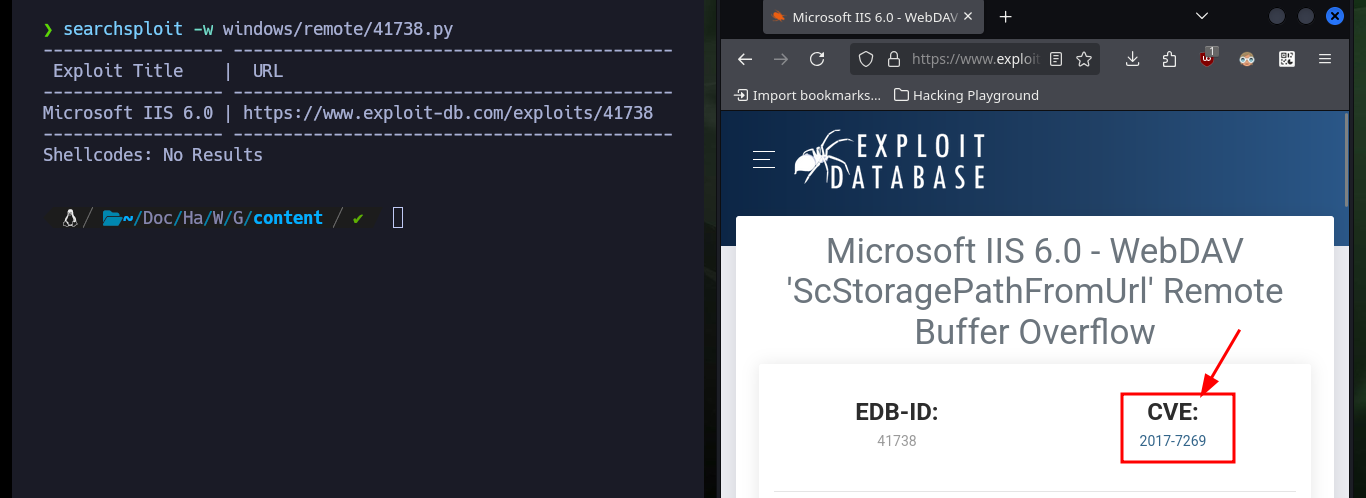 ❯ searchsploit -w windows/remote/41738.py
------------------ --------------------------------------------
Exploit Title | URL
------------------ --------------------------------------------
Microsoft IIS 6.0 | https://www.exploit-db.com/exploits/41738
------------------ --------------------------------------------
Shellcodes: No Results
/ ~/Doc/Ha/W/G/content / ✔
Microsoft IIS 6.0 - WebDAV
https://www.exploit
1
Import bookmarks...
Hacking Playground
EXPLOIT
DATABASE
Microsoft IIS 6.0 - WebDAV
'ScStoragePathFromUrl' Remote
Buffer Overflow
EDB-ID:
41738
CVE:
2017-7269